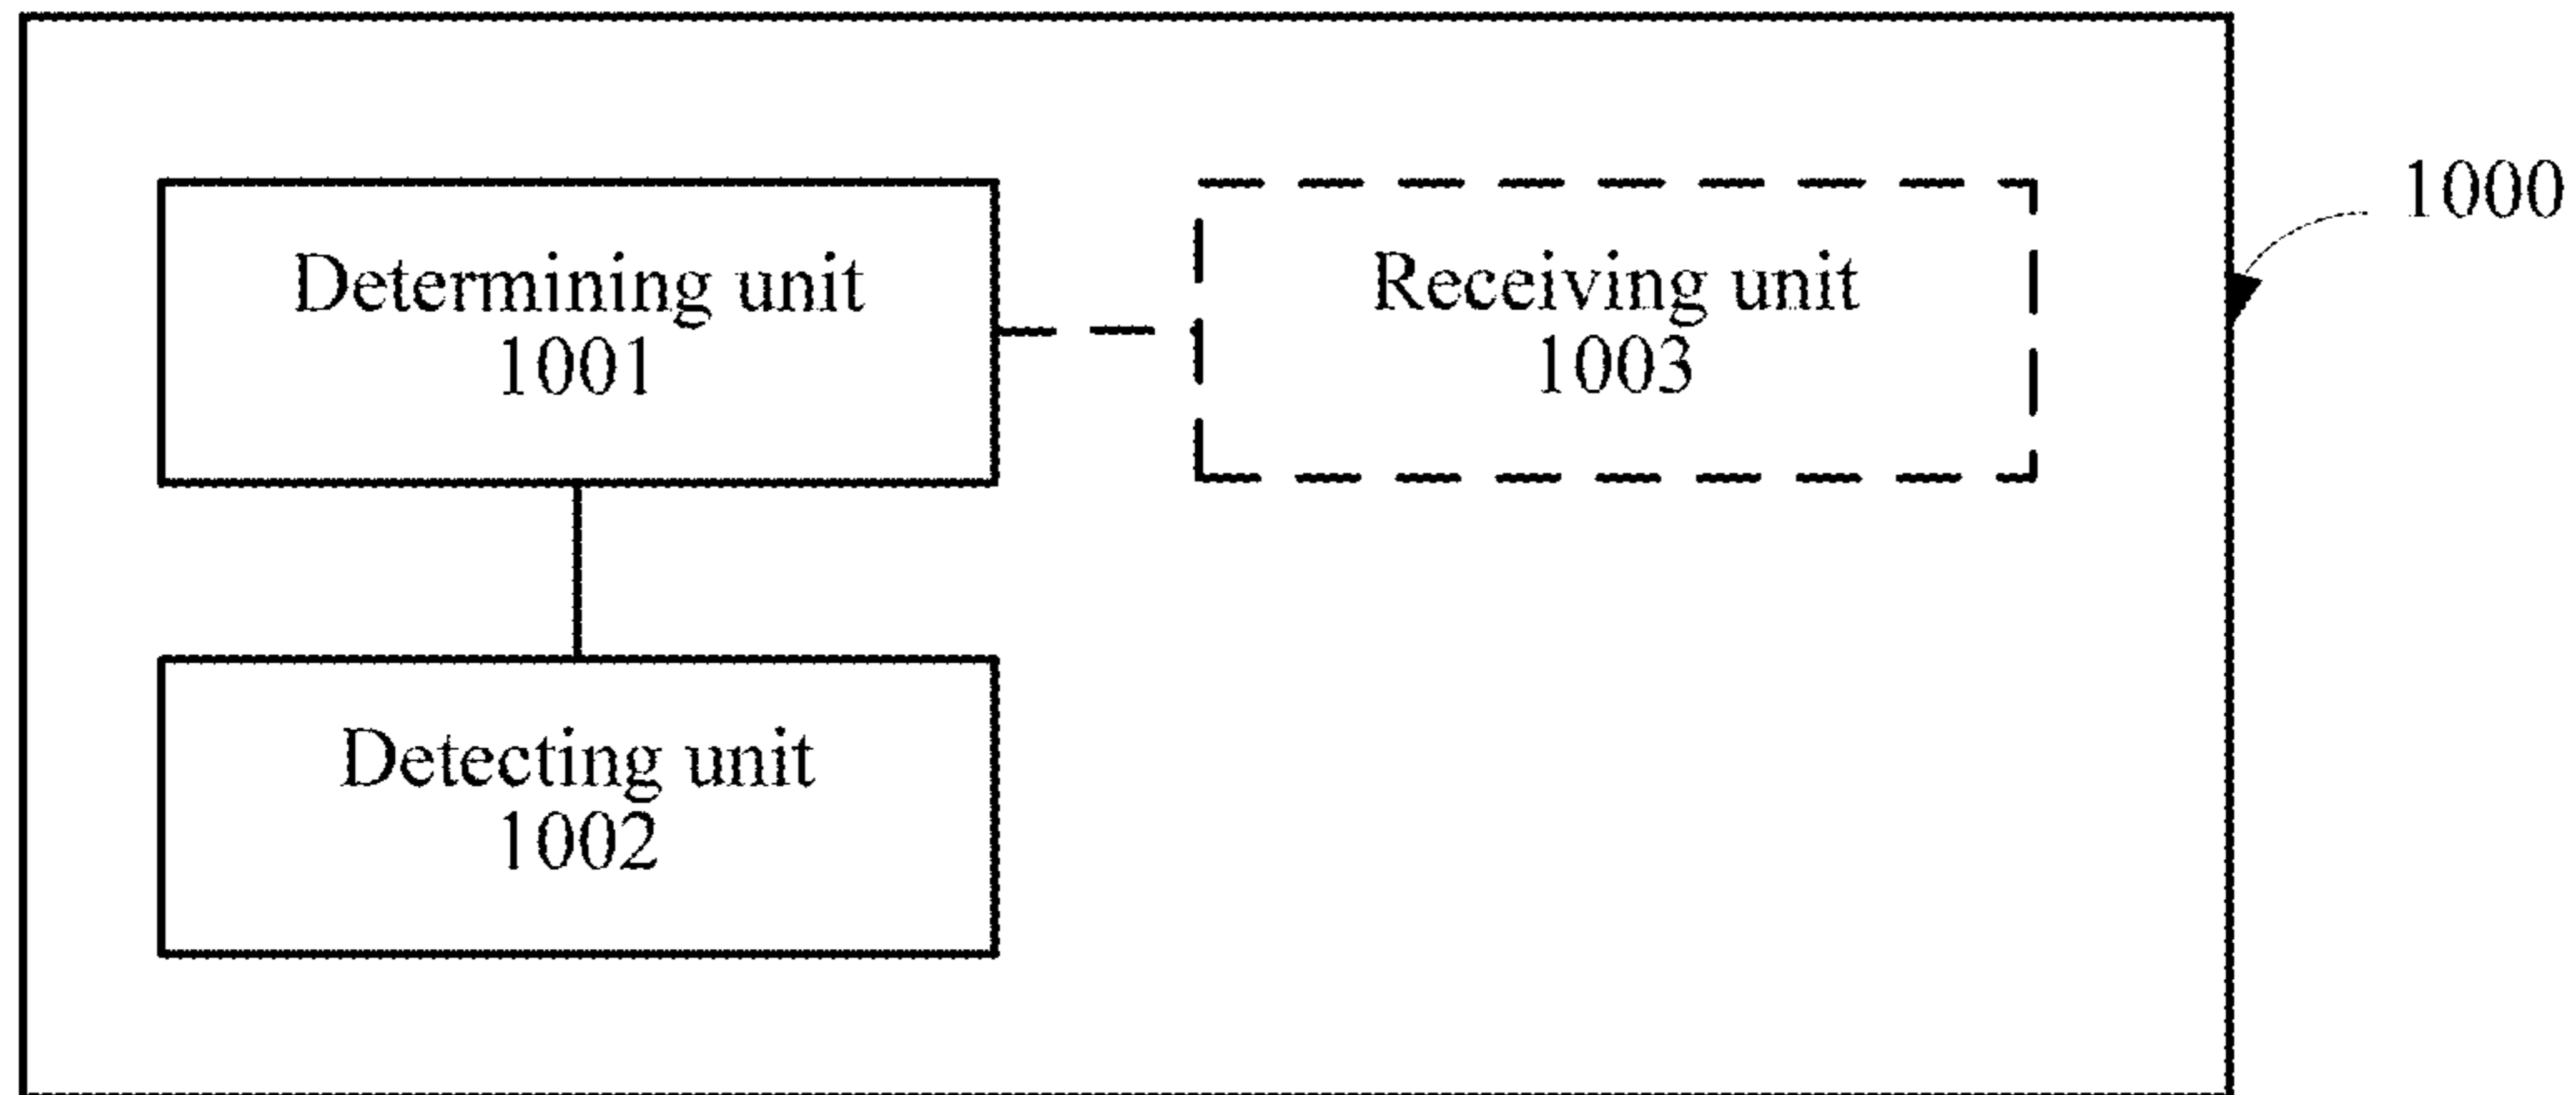 Determining unit
1001
Receiving unit
1003
1000
Detecting unit
1002